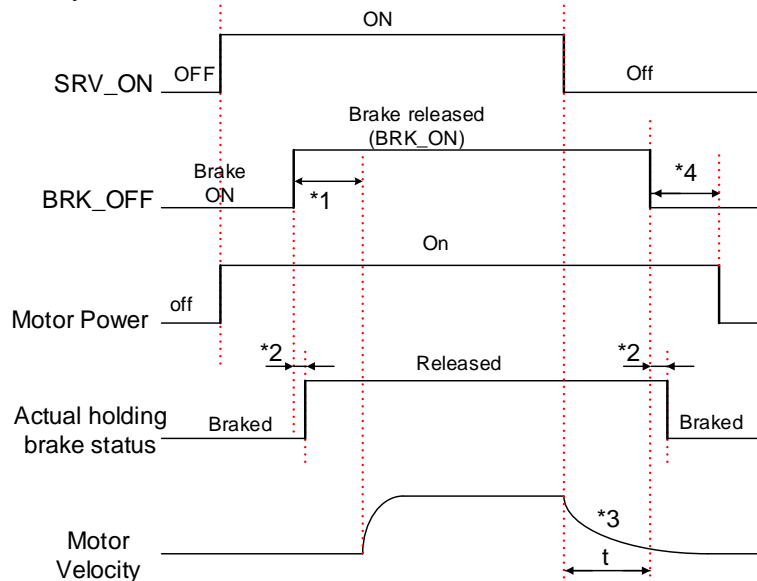 ON
SRV_ON
OFF
Off
Brake released
(BRK_ON)
Brake
ON
BRK_OFF
*1
*4
On
Motor Power
off
*2
Released
*2
Actual holding
brake status
Braked
Braked
*3
Motor
Velocity
t